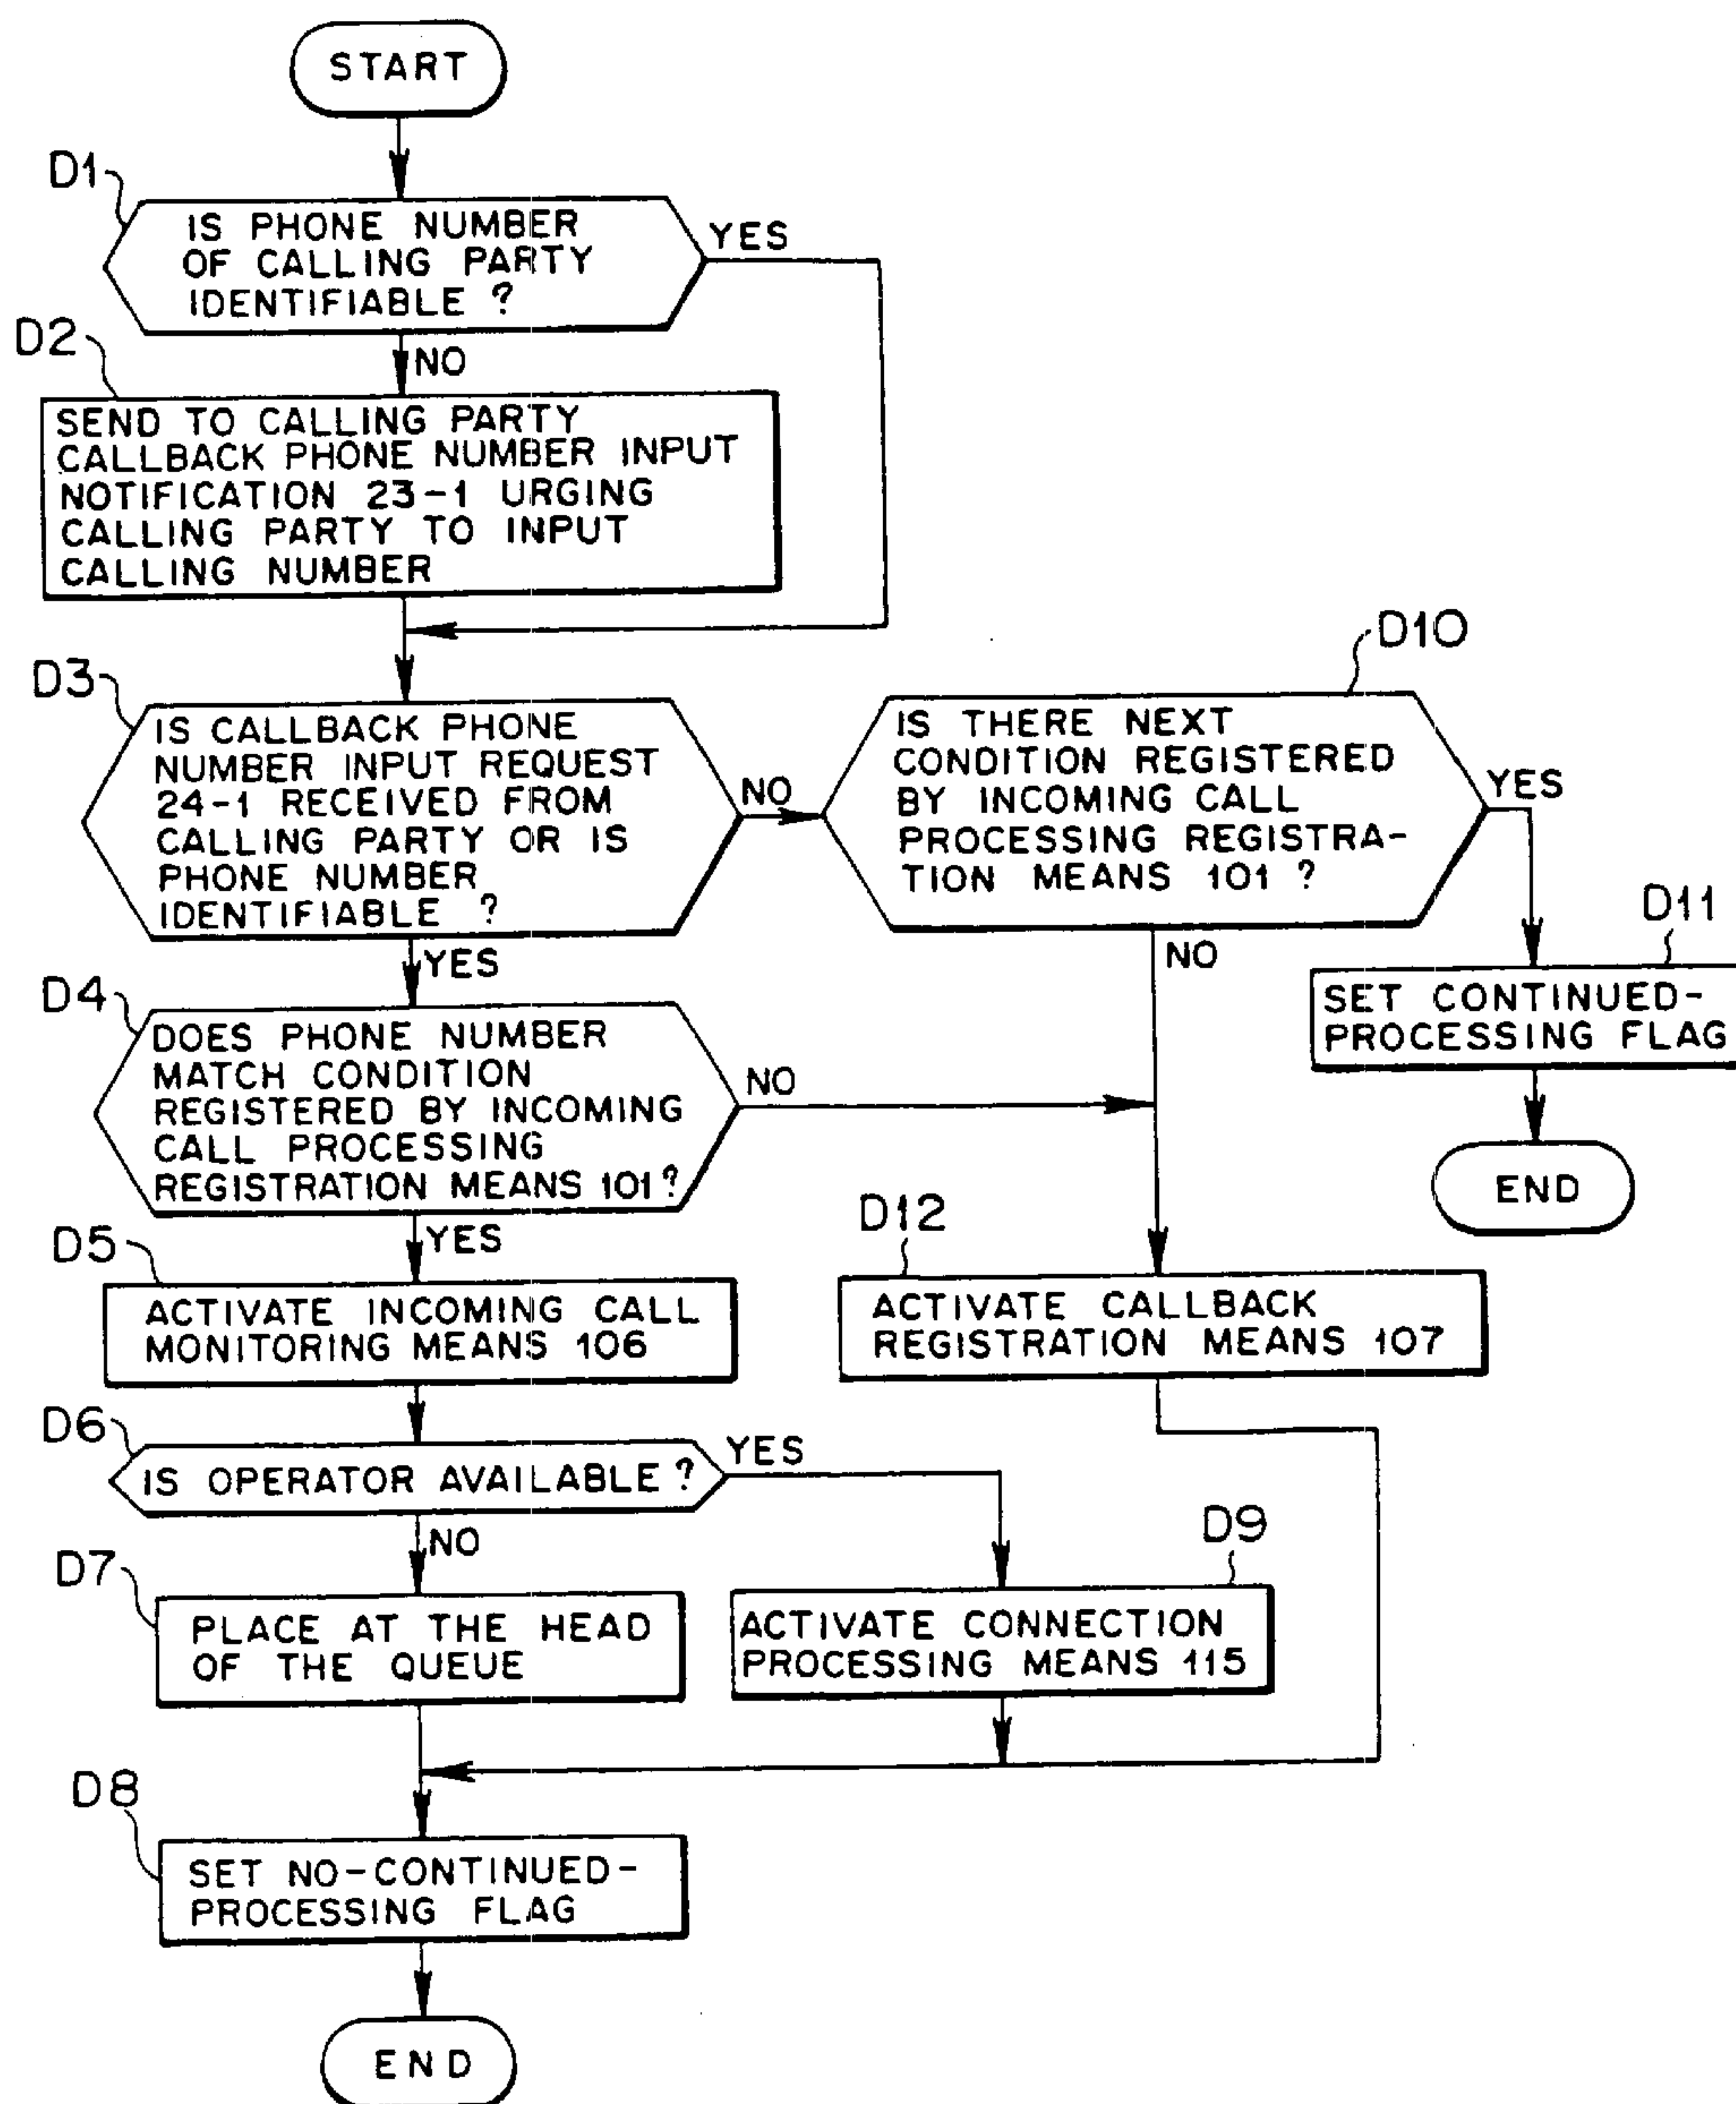 START
D1
IS PHONE NUMBER
OF CALLING PARTY
IDENTIFIABLE ?
YES
NO
D2
SEND TO CALLING PARTY
CALLBACK PHONE NUMBER INPUT
NOTIFICATION 23-1 URGING
CALLING PARTY TO INPUT
CALLING NUMBER
D3
IS CALLBACK PHONE
NUMBER INPUT REQUEST
24-1 RECEIVED FROM
CALLING PARTY OR IS
PHONE NUMBER
IDENTIFIABLE ?
NO
YES
D10
IS THERE NEXT
CONDITION REGISTERED
BY INCOMING CALL
PROCESSING REGISTRA-
TION MEANS 101 ?
YES
NO
D11
SET CONTINUED-
PROCESSING FLAG
END
D4
DOES PHONE NUMBER
MATCH CONDITION
REGISTERED BY INCOMING
CALL PROCESSING
REGISTRATION MEANS 101 ?
NO
YES
D5
ACTIVATE INCOMING CALL
MONITORING MEANS 106
D12
ACTIVATE CALLBACK
REGISTRATION MEANS 107
D6
IS OPERATOR AVAILABLE ?
YES
NO
D7
PLACE AT THE HEAD
OF THE QUEUE
D9
ACTIVATE CONNECTION
PROCESSING MEANS 115
D8
SET NO-CONTINUED-
PROCESSING FLAG
END